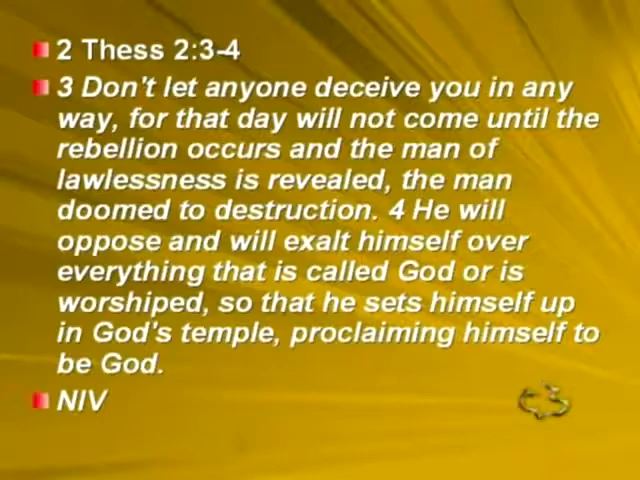 2 Thess 2:3-4
3 Don't let anyone deceive you in any
way, for that day will not come until the
rebellion occurs and the man of
lawlessness is revealed, the man
doomed to destruction. 4 He will
oppose and will exalt himself over
everything that is called God or is
worshiped, so that he sets himself up
in God's temple, proclaiming himself to
be God.
NIV